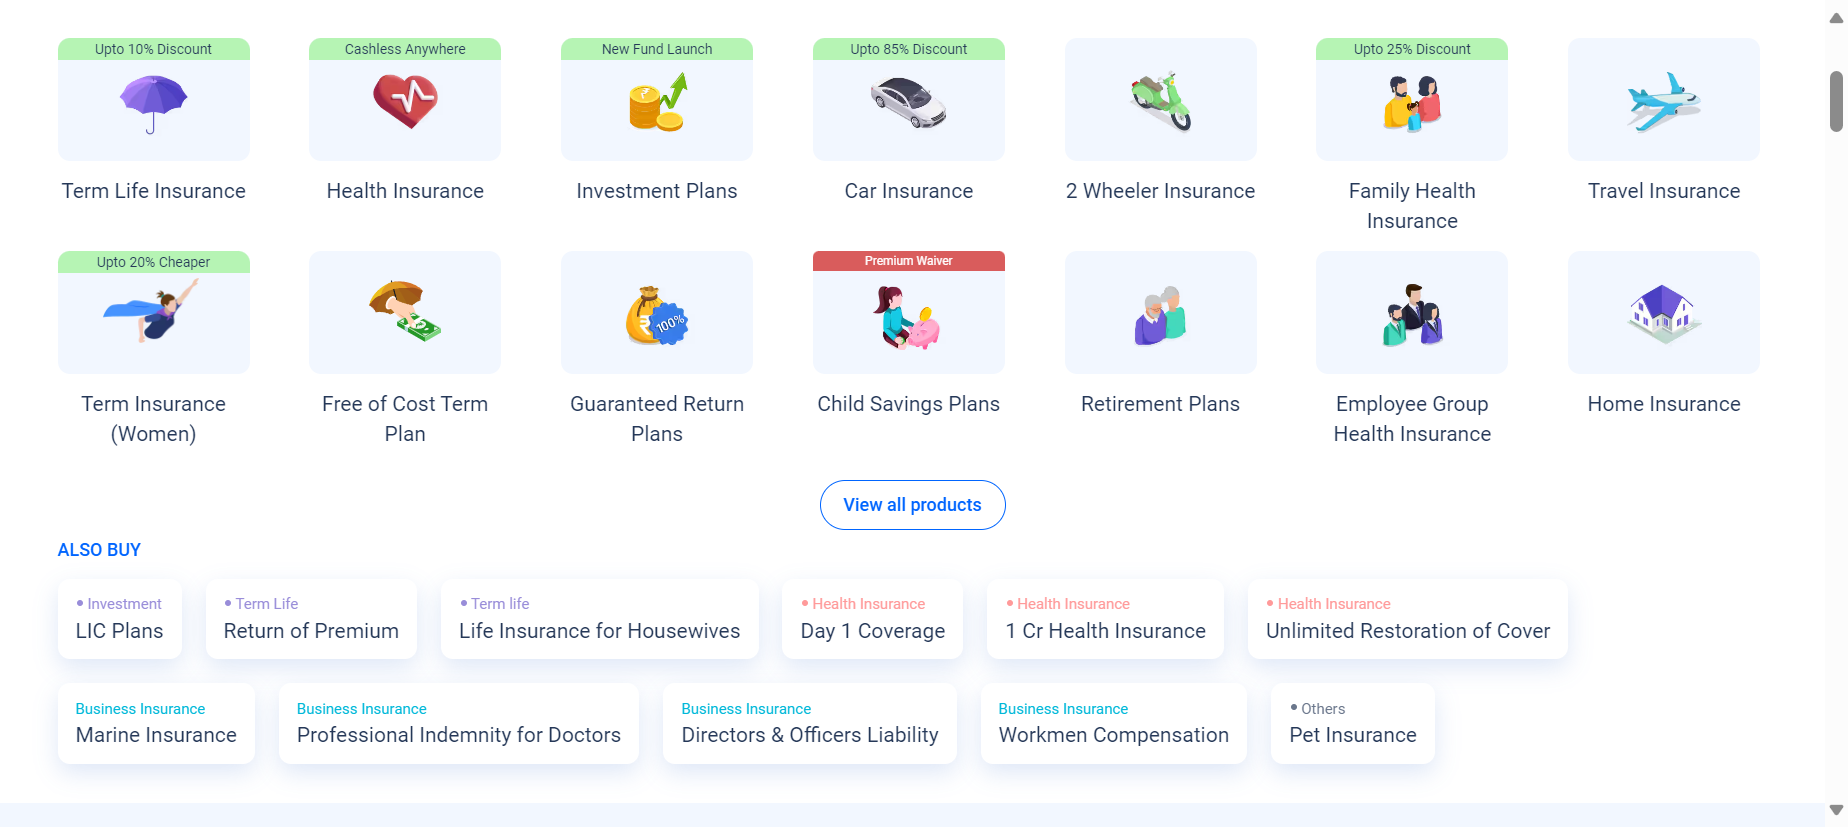 Upto 10% Discount
Cashless Anywhere
New Fund Launch
Upto 85% Discount
Upto 25% Discount
Term Life Insurance
Health Insurance
Investment Plans
Car Insurance
2 Wheeler Insurance
Family Health
Insurance
Travel Insurance
Upto 20% Cheaper
100%
Premium Waiver
Term Insurance
(Women)
Free of Cost Term
Plan
Guaranteed Return
Plans
Child Savings Plans
Retirement Plans
Employee Group
Health Insurance
Home Insurance
View all products
ALSO BUY
• Investment
LIC Plans
• Term Life
Return of Premium
• Term life
Life Insurance for Housewives
• Health Insurance
Day 1 Coverage
• Health Insurance
1 Cr Health Insurance
• Health Insurance
Unlimited Restoration of Cover
Business Insurance
Marine Insurance
Business Insurance
Professional Indemnity for Doctors
Business Insurance
Directors & Officers Liability
Business Insurance
Workmen Compensation
• Others
Pet Insurance